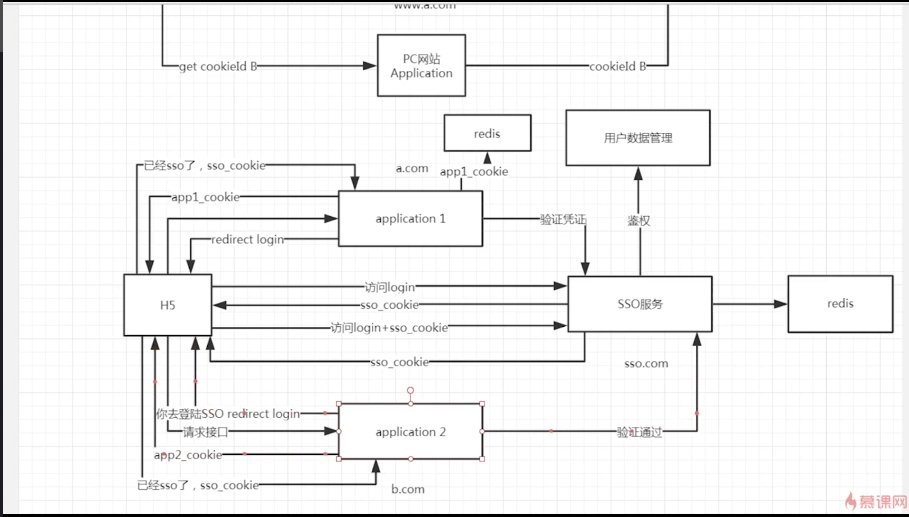 www.a.com
get cookieId B
PC网站
Application
cookieId B
redis
用户数据管理
已经sso了，sso_cookie
a.com
app1_cookie
app1_cookie
application 1
验证凭证
鉴权
redirect login
访问login
H5
sso_cookie
SSO服务
redis
访问login+sso_cookie
sso_cookie
sso.com
你去登陆SSO redirect login
请求接口
application 2
验证通过
app2_cookie
已经sso了，sso_cookie
b.com
慕课网